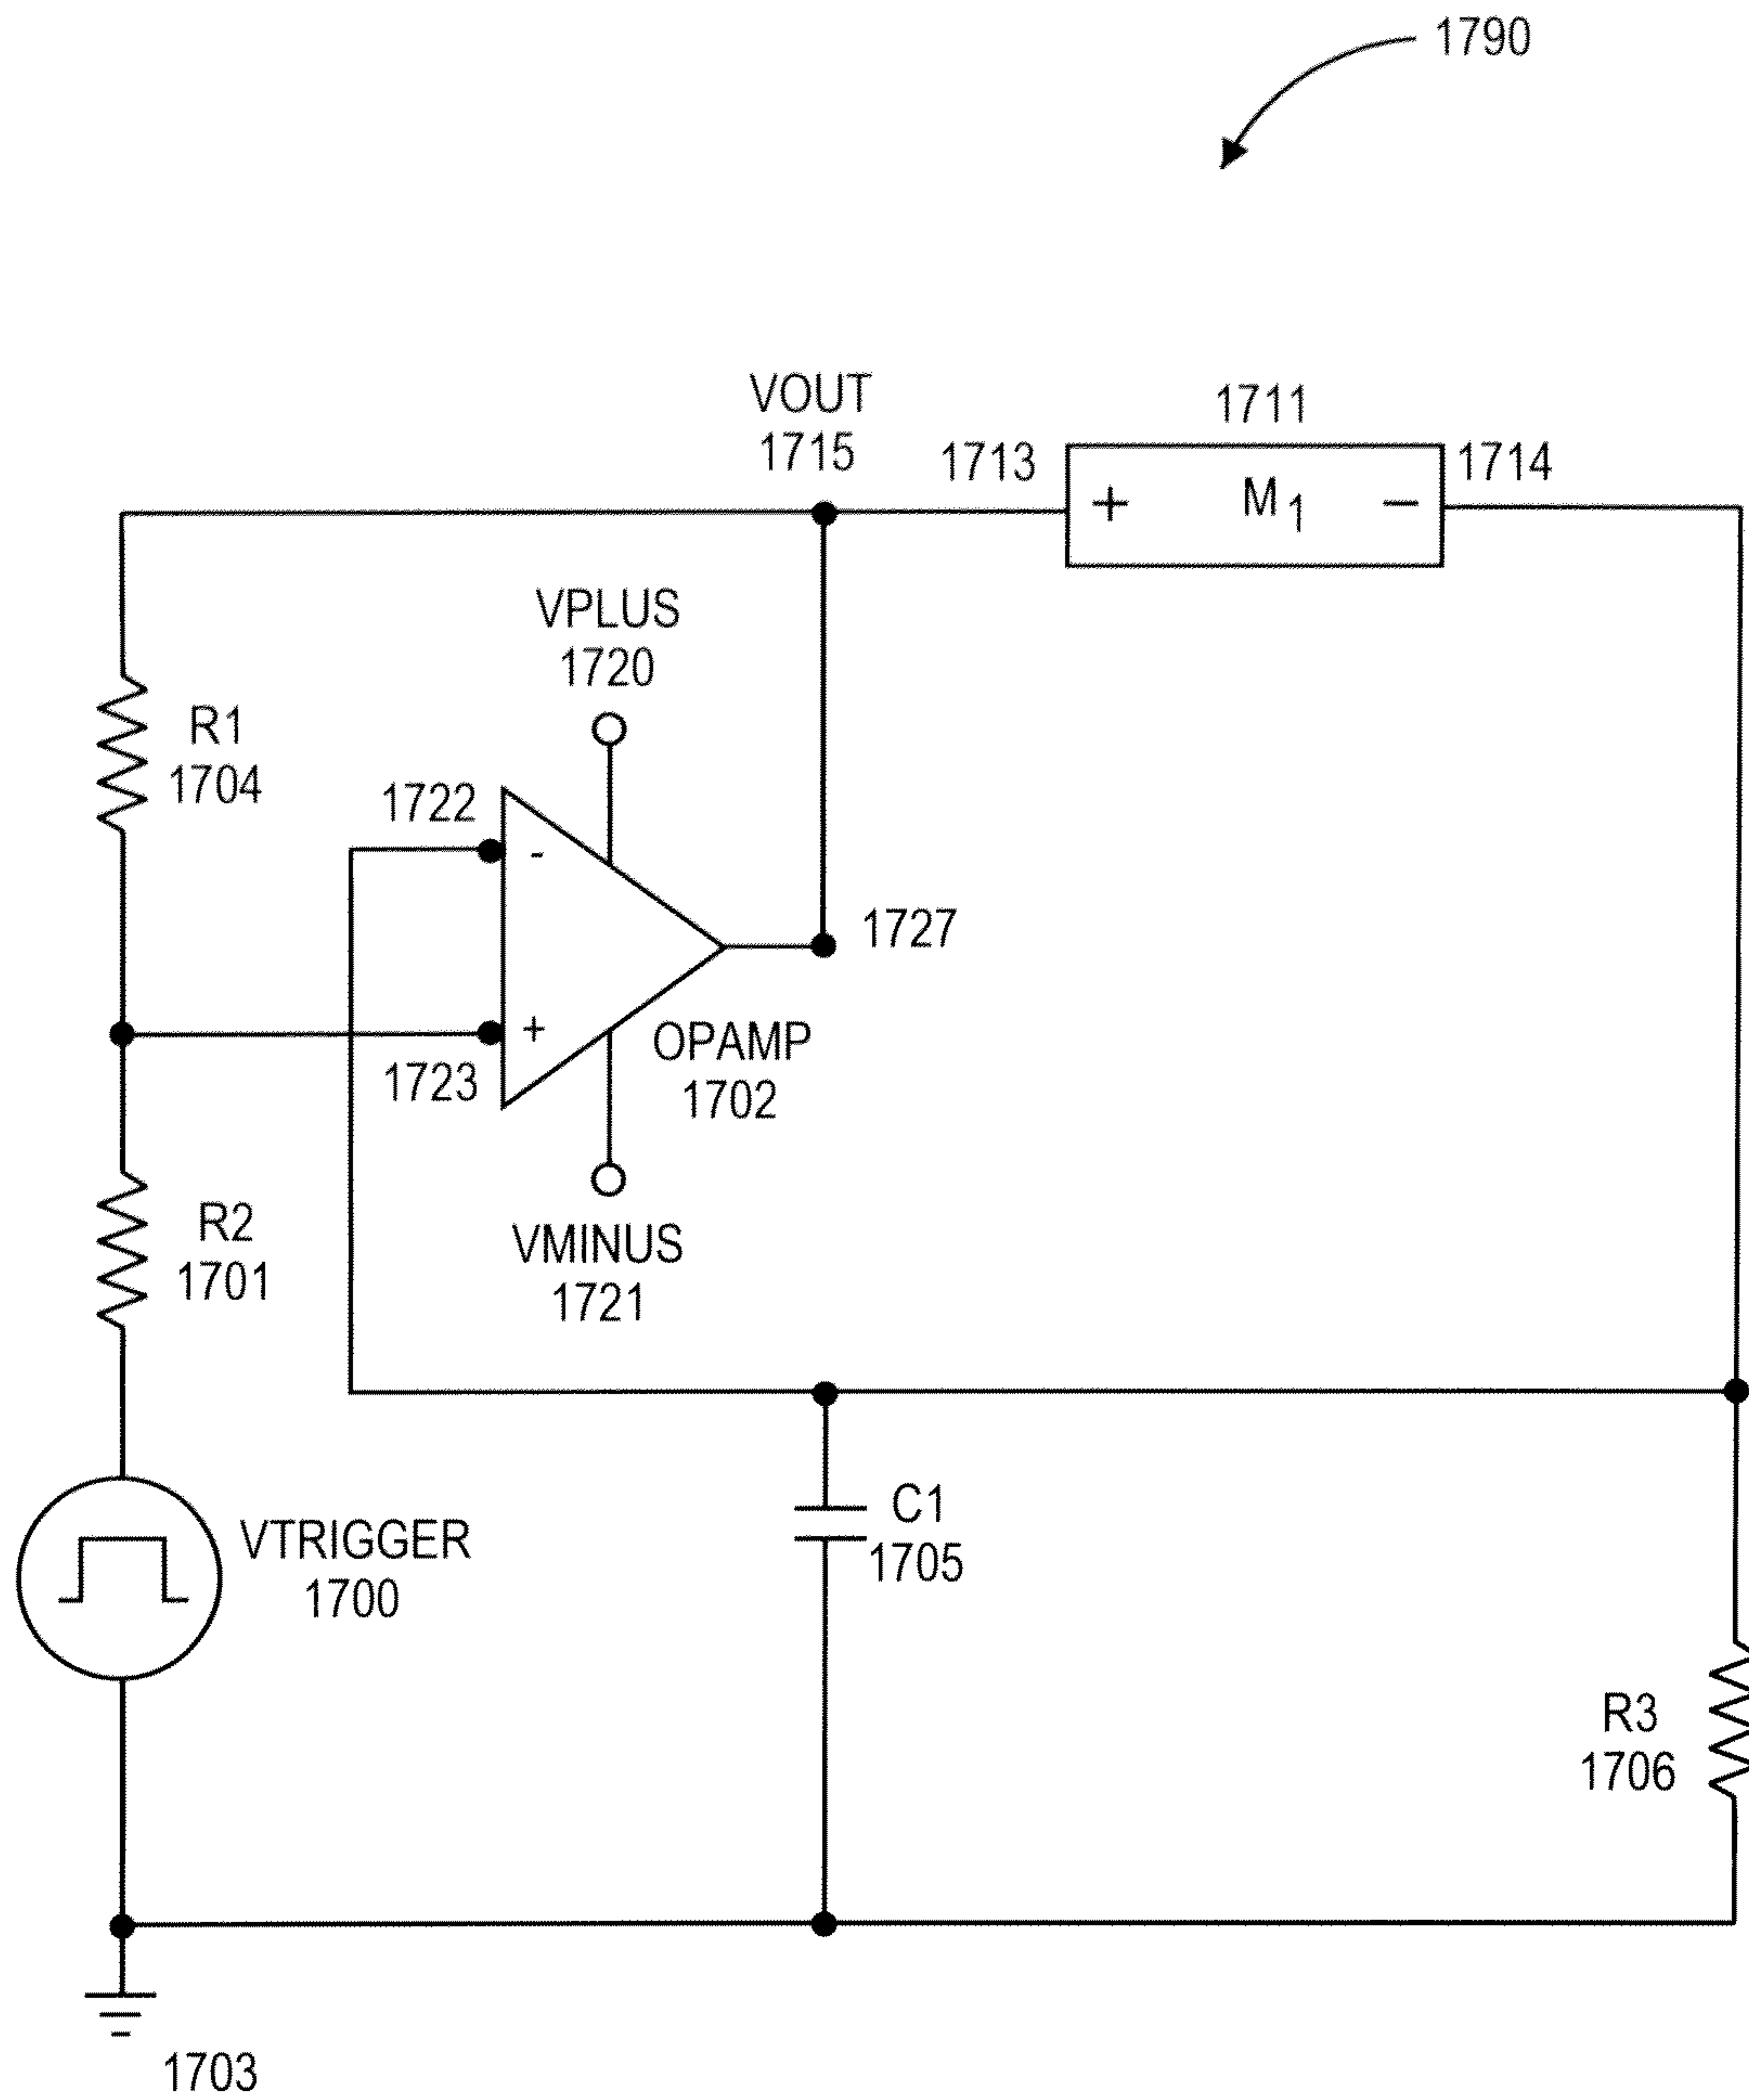 1790
VOUT
1715
1713
1711
+ M1 −
1714
VPLUS
1720
R1
1704
1722
-
1727
+
1723
OPAMP
1702
R2
1701
VMINUS
1721
C1
1705
VTRIGGER
1700
R3
1706
1703